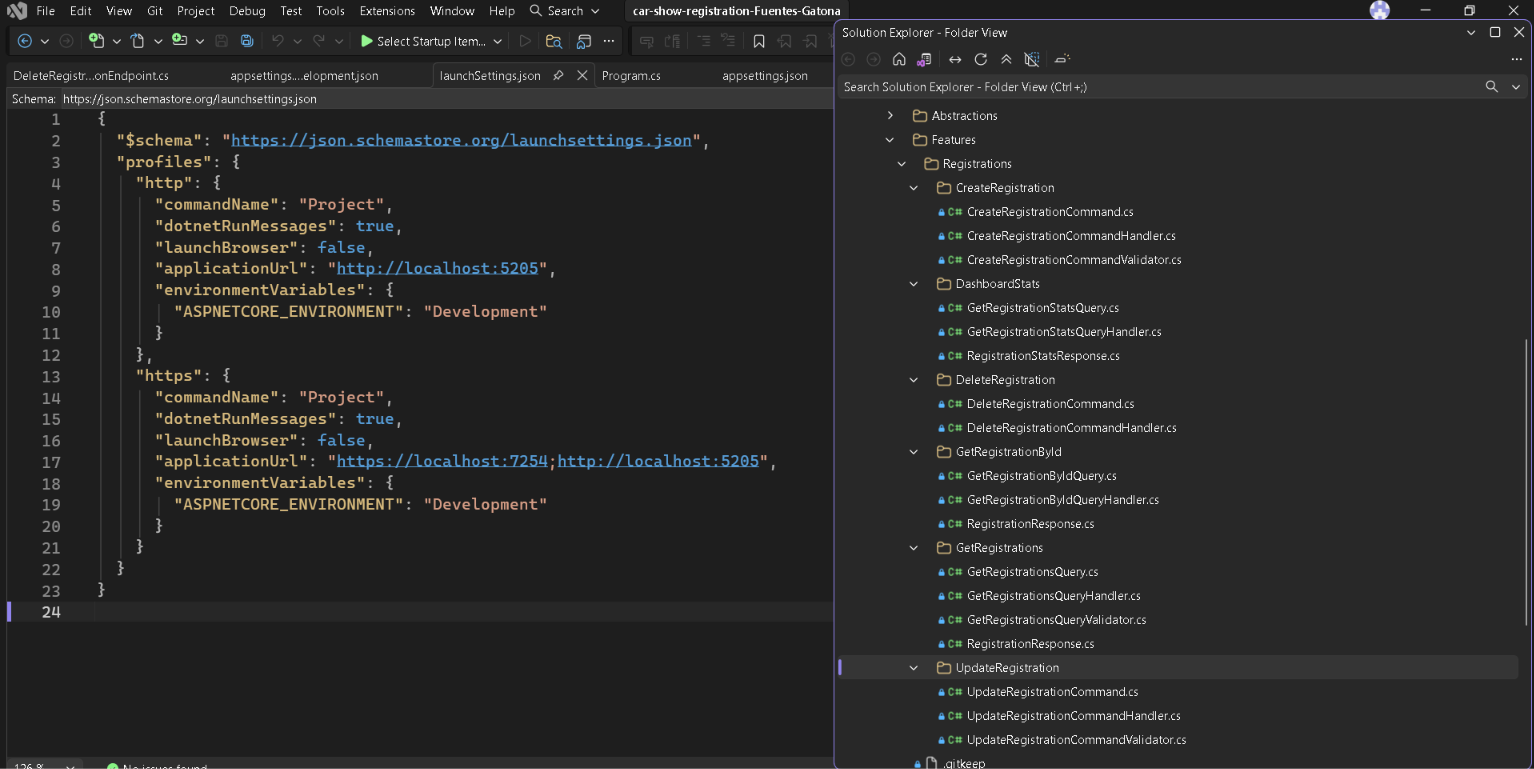 File Edit View Git Project Debug Test Tools Extensions Window Help Search car-show-registration-Fuentes-Gatona
Select Startup Item...
DeleteRegistr...onEndpoint.cs appsettings....elopment.json launchSettings.json Program.cs appsettings.json
Schema: https://json.schemastore.org/launchsettings.json
1 {
2 "$schema": "https://json.schemastore.org/launchsettings.json",
3 "profiles": {
4 "http": {
5 "commandName": "Project",
6 "dotnetRunMessages": true,
7 "launchBrowser": false,
8 "applicationUrl": "http://localhost:5205",
9 "environmentVariables": {
10 "ASPNETCORE_ENVIRONMENT": "Development"
11 }
12 },
13 "https": {
14 "commandName": "Project",
15 "dotnetRunMessages": true,
16 "launchBrowser": false,
17 "applicationUrl": "https://localhost:7254;http://localhost:5205",
18 "environmentVariables": {
19 "ASPNETCORE_ENVIRONMENT": "Development"
20 }
21 }
22 }
23 }
24
126 % No issues found
Solution Explorer - Folder View
Search Solution Explorer - Folder View (Ctrl+;)
Abstractions
Features
Registrations
CreateRegistration
C# CreateRegistrationCommand.cs
C# CreateRegistrationCommandHandler.cs
C# CreateRegistrationCommandValidator.cs
DashboardStats
C# GetRegistrationStatsQuery.cs
C# GetRegistrationStatsQueryHandler.cs
C# RegistrationStatsResponse.cs
DeleteRegistration
C# DeleteRegistrationCommand.cs
C# DeleteRegistrationCommandHandler.cs
GetRegistrationById
C# GetRegistrationByIdQuery.cs
C# GetRegistrationByIdQueryHandler.cs
C# RegistrationResponse.cs
GetRegistrations
C# GetRegistrationsQuery.cs
C# GetRegistrationsQueryHandler.cs
C# GetRegistrationsQueryValidator.cs
C# RegistrationResponse.cs
UpdateRegistration
C# UpdateRegistrationCommand.cs
C# UpdateRegistrationCommandHandler.cs
C# UpdateRegistrationCommandValidator.cs
.gitkeep